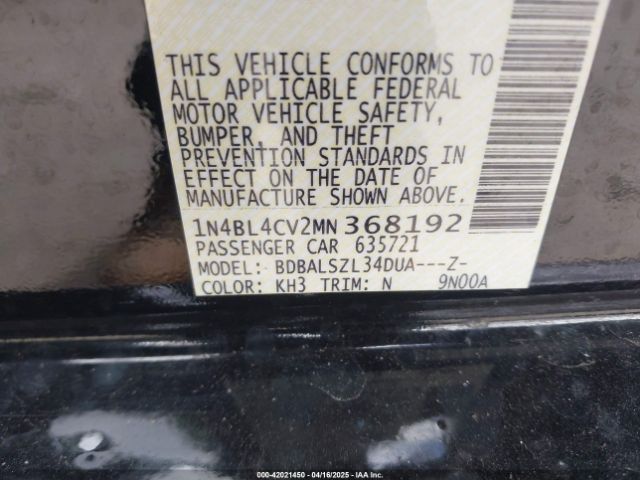 THIS VEHICLE CONFORMS TO
ALL APPLICABLE FEDERAL
MOTOR VEHICLE SAFETY,
BUMPER, AND THEFT
PREVENTION STANDARDS IN
EFFECT ON THE DATE OF
MANUFACTURE SHOWN ABOVE.
1N4BL4CV2MN368192
PASSENGER CAR 635721
MODEL: BDBALSZL34DUA---Z-
COLOR: KH3 TRIM: N 9N00A
000-42021450 - 04/16/2025 - IAA